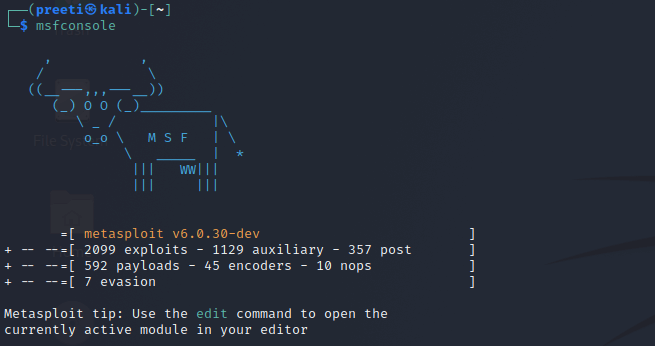 ┌──(preeti㉿kali)-[~]
└─$ msfconsole
     ,           ,
    /             \
   ((__---,,,---__))
      (_) O O (_)_________
         \ _ /            |\
          o_o \   M S F   | \
               \   _____  |  *
                |||   WW|||
                |||     |||
File Sys
       =[ metasploit v6.0.30-dev                          ]
+ -- --=[ 2099 exploits - 1129 auxiliary - 357 post       ]
+ -- --=[ 592 payloads - 45 encoders - 10 nops            ]
+ -- --=[ 7 evasion                                       ]
Metasploit tip: Use the edit command to open the
currently active module in your editor